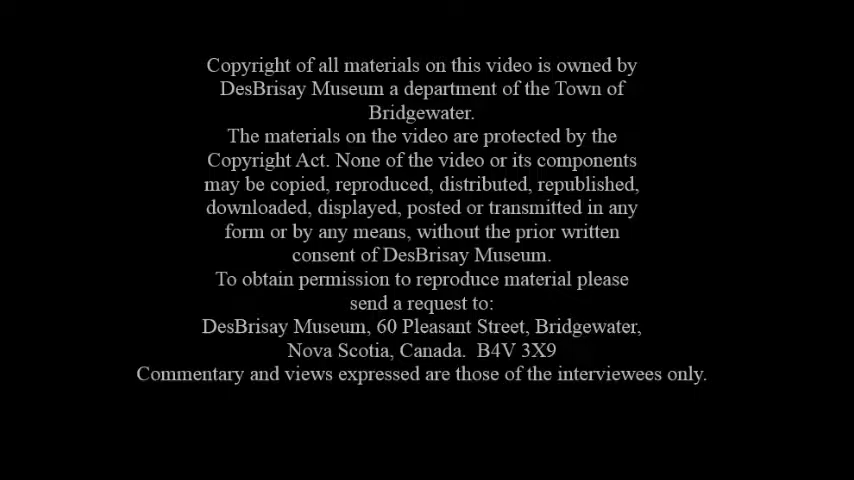 Copyright of all materials on this video is owned by
DesBrisay Museum a department of the Town of
Bridgewater.
The materials on the video are protected by the
Copyright Act. None of the video or its components
may be copied, reproduced, distributed, republished,
downloaded, displayed, posted or transmitted in any
form or by any means, without the prior written
consent of DesBrisay Museum.
To obtain permission to reproduce material please
send a request to:
DesBrisay Museum, 60 Pleasant Street, Bridgewater,
Nova Scotia, Canada.  B4V 3X9
Commentary and views expressed are those of the interviewees only.